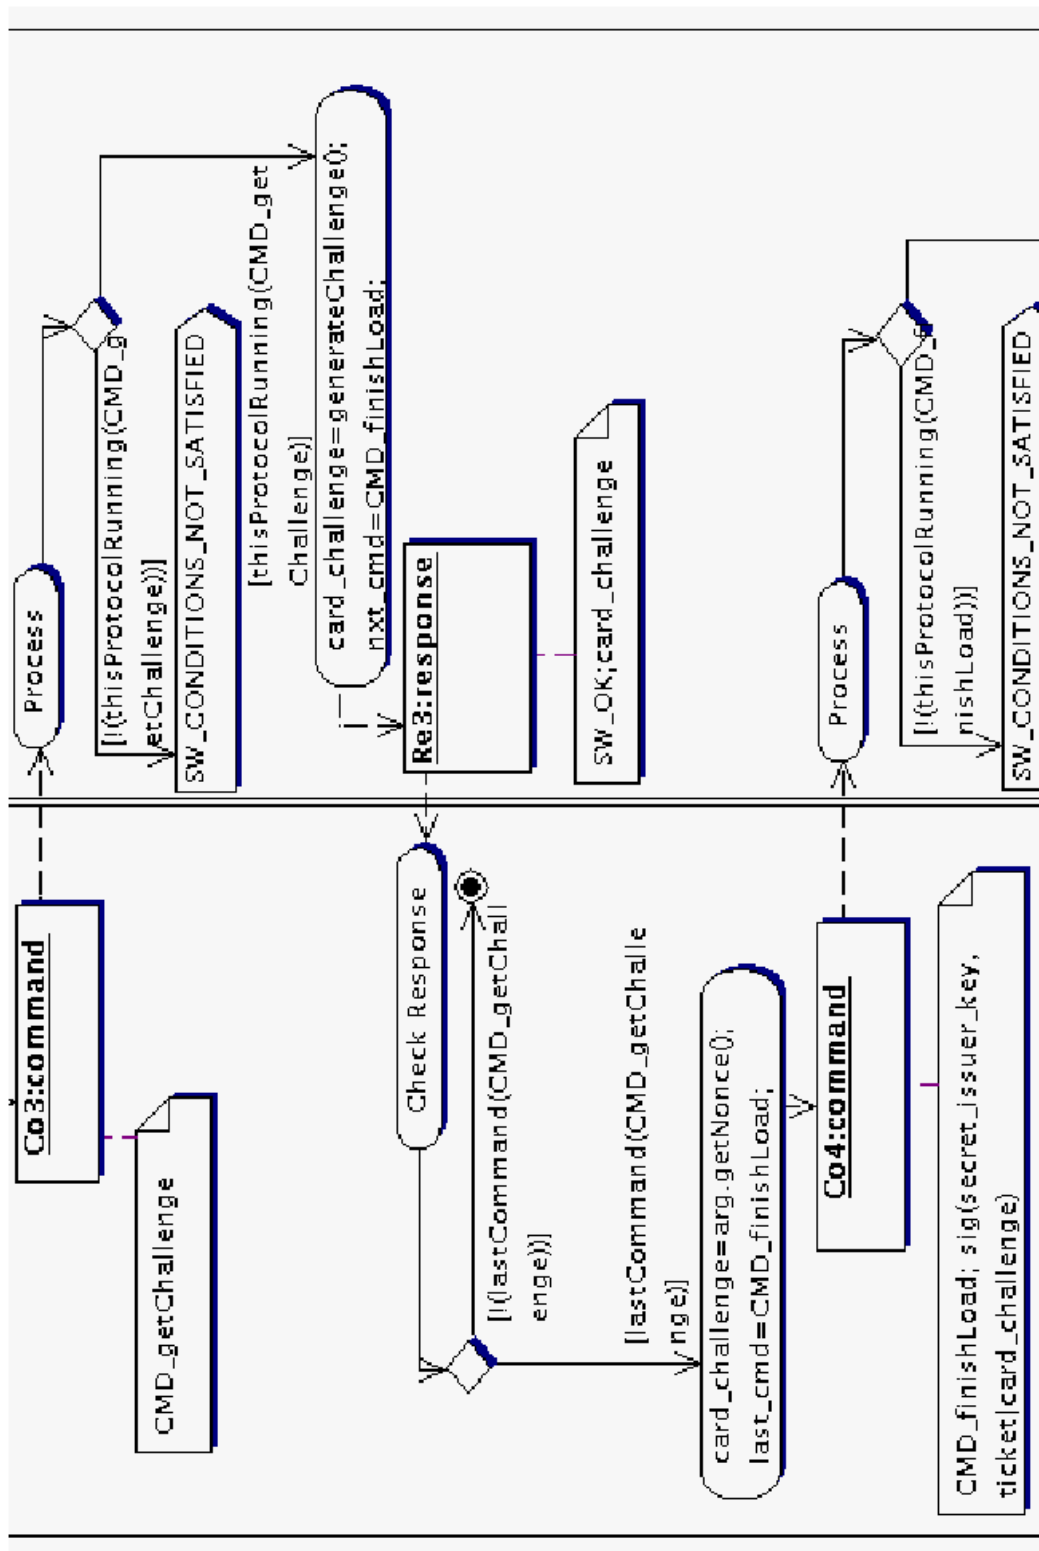 Process
[!(thisProtocolRunning(CMD_g
etChallenge))]
SW_CONDITIONS_NOT_SATISFIED
[thisProtocolRunning(CMD_get
Challenge)]
card_challenge=generateChallenge();
nxt_cmd=CMD_finishLoad;
Re3:response
SW_OK;card_challenge
Process
[!(thisProtocolRunning(CMD_
nishLoad))]
SW_CONDITIONS_NOT_SATISFIED
Co3:command
CMD_getChallenge
Check Response
[!(lastCommand(CMD_getChall
enge))]
[lastCommand(CMD_getChalle
nge)]
card_challenge=arg.getNonce();
last_cmd=CMD_finishLoad;
Co4:command
CMD_finishLoad; sig(secret_issuer_key,
ticket|card_challenge)